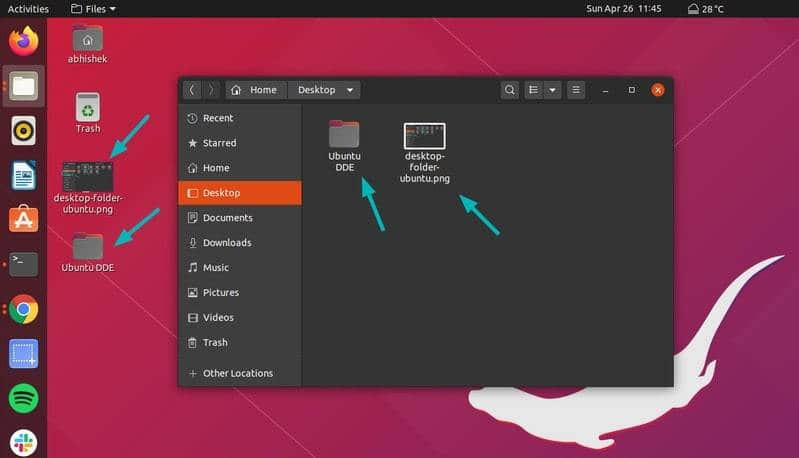 Activities
Files
Sun Apr 26 11:45
28 °C
abhishek
Trash
desktop-folder-
ubuntu.png
Ubuntu DDE
Home
Desktop
Recent
Starred
Home
Desktop
Documents
Downloads
Music
Pictures
Videos
Trash
Other Locations
Ubuntu
DDE
desktop-
folder-
ubuntu.png